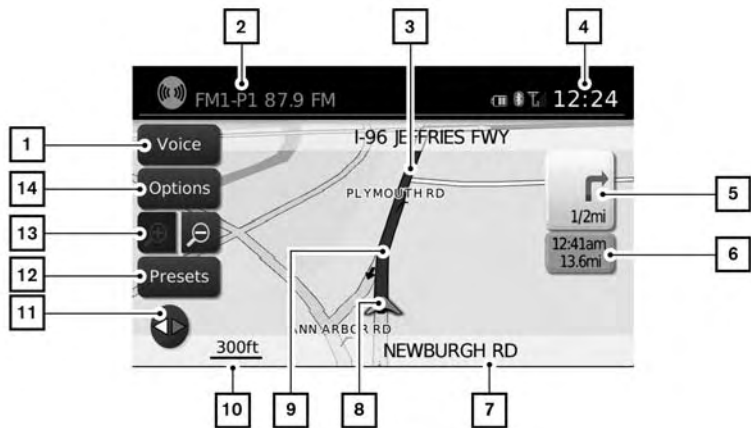 2
3
4
FM1-P1 87.9 FM
12:24
1
Voice
I-96 JEFFRIES FWY
14
Options
PLYMOUTH RD
5
1/2mi
13
12:41am
13.6mi
6
12
Presets
11
ANN ARBOR RD
300ft
NEWBURGH RD
10
9
8
7